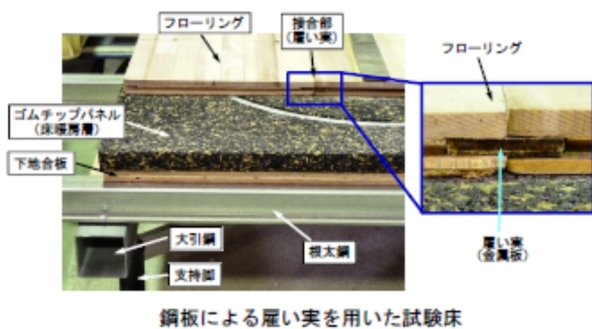 フローリング
接合部
(雇い実)
フローリング
ゴムチップパネル
(床暖房層)
下地合板
大引鋼
根太鋼
支持脚
雇い実
(金属板)
鋼板による雇い実を用いた試験床